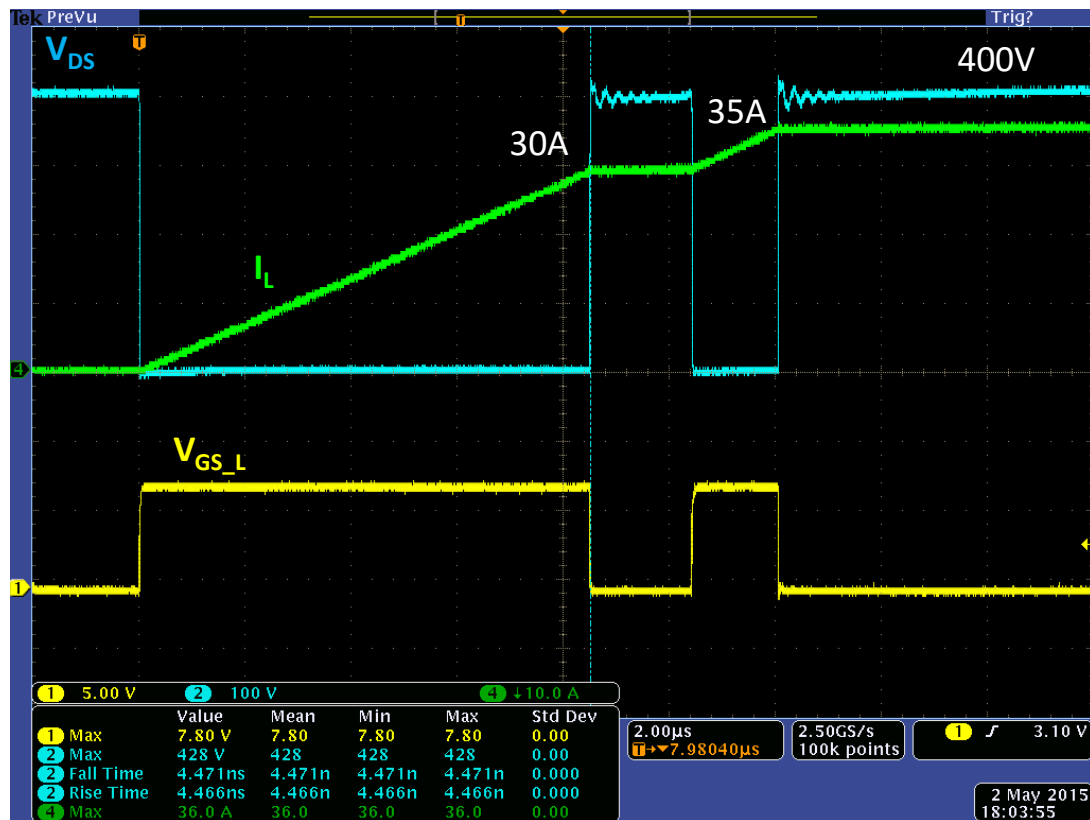 Tek PreVu
Trig?
T
T
VDS
400V
30A
35A
IL
4
VGS_L
1
1 5.00 V 2 100 V 4 ↓10.0 A
Value Mean Min Max Std Dev
1 Max 7.80 V 7.80 7.80 7.80 0.00
2 Max 428 V 428 428 428 0.00
2 Fall Time 4.471ns 4.471n 4.471n 4.471n 0.000
2 Rise Time 4.466ns 4.466n 4.466n 4.466n 0.000
4 Max 36.0 A 36.0 36.0 36.0 0.00
2.00μs
T→▼7.98040μs
2.50GS/s
100k points
1 3.10 V
2 May 2015
18:03:55